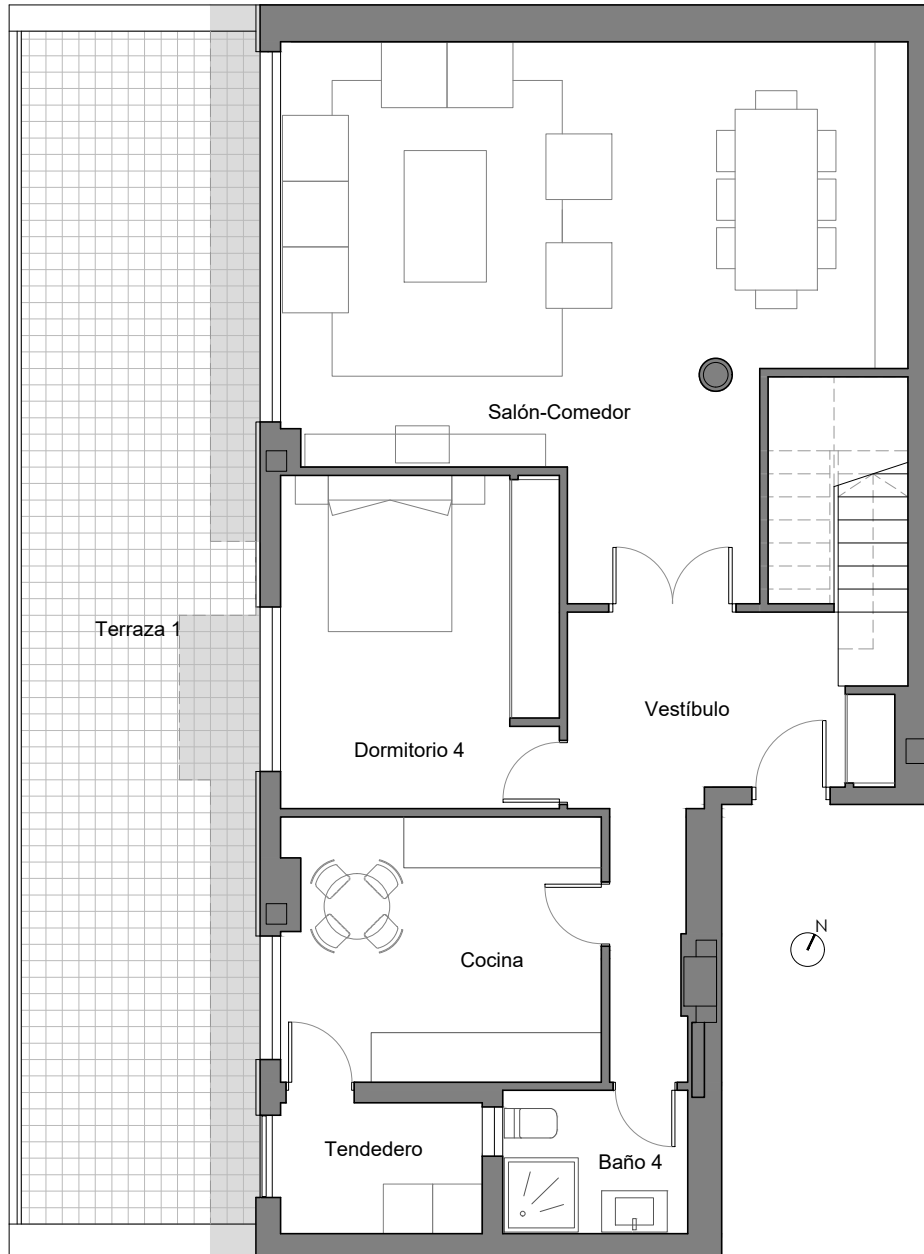 Salón-Comedor
Terraza 1
Vestíbulo
Dormitorio 4
N
Cocina
Tendedero
Baño 4